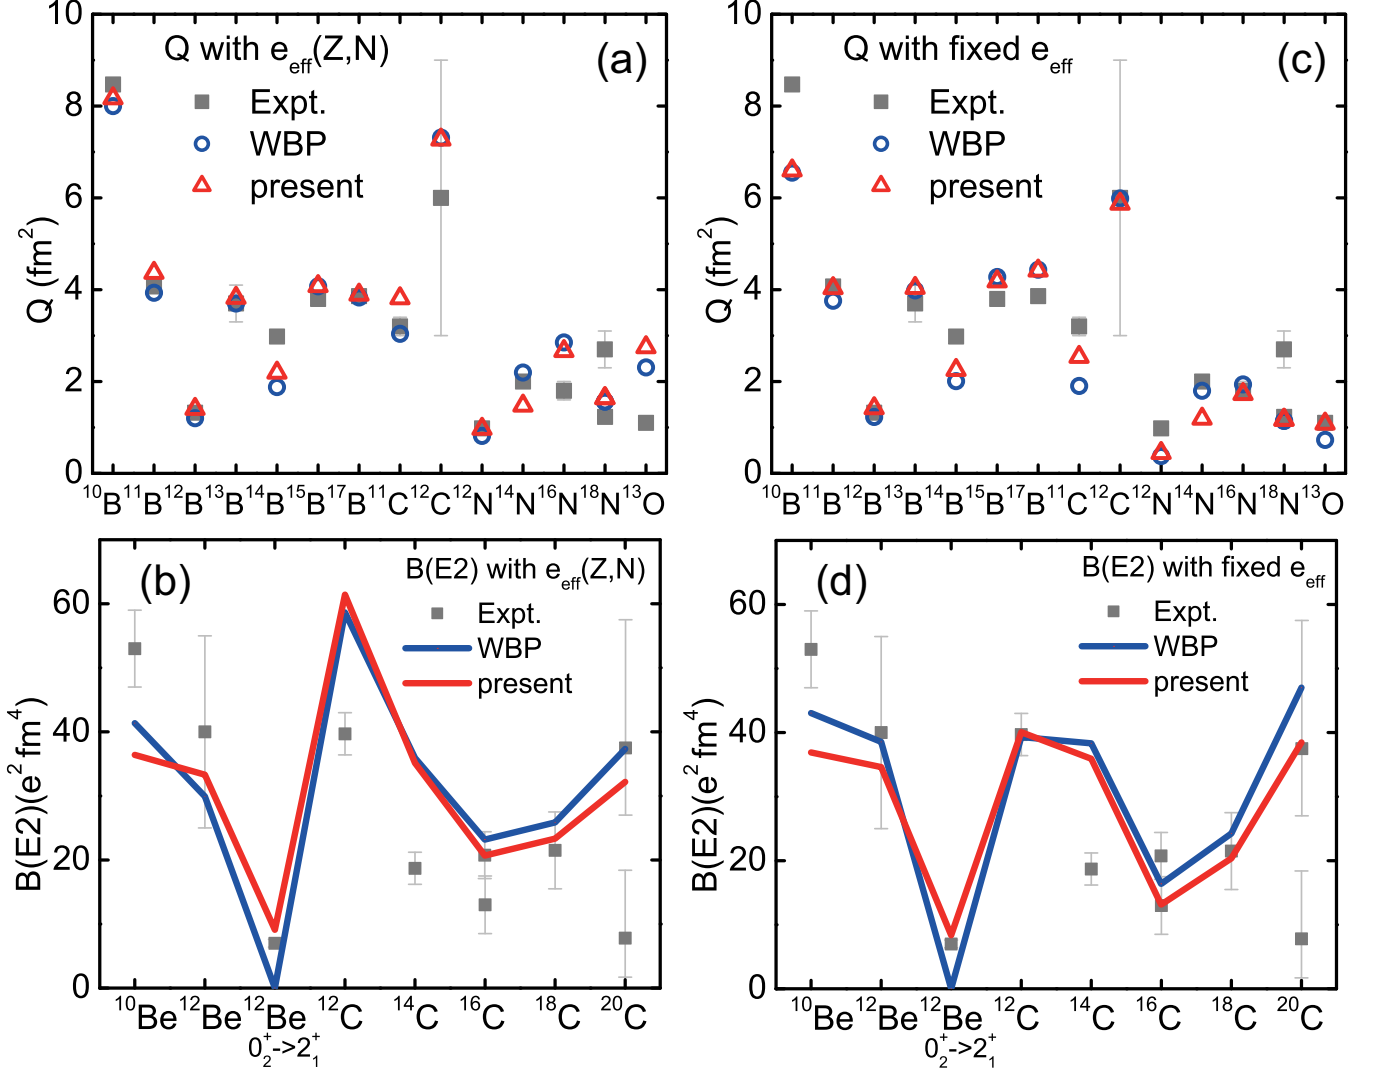 10
8
6
4
2
0
Q (fm²)
Q with e_eff(Z,N)
(a)
Expt.
WBP
present
¹⁰B ¹¹B ¹²B ¹³B ¹⁴B ¹⁵B ¹⁷B ¹¹C ¹²C ¹²N ¹⁴N ¹⁶N ¹⁸N ¹³O
10
8
6
4
2
0
Q (fm²)
Q with fixed e_eff
(c)
Expt.
WBP
present
¹⁰B ¹¹B ¹²B ¹³B ¹⁴B ¹⁵B ¹⁷B ¹¹C ¹²C ¹²N ¹⁴N ¹⁶N ¹⁸N ¹³O
60
40
20
0
B(E2)(e² fm⁴)
(b)
B(E2) with e_eff(Z,N)
Expt.
WBP
present
¹⁰Be ¹²Be ¹²Be ¹²C ¹⁴C ¹⁶C ¹⁸C ²⁰C
0₂⁺->2₁⁺
60
40
20
0
B(E2)(e² fm⁴)
(d)
B(E2) with fixed e_eff
Expt.
WBP
present
¹⁰Be ¹²Be ¹²Be ¹²C ¹⁴C ¹⁶C ¹⁸C ²⁰C
0₂⁺->2₁⁺